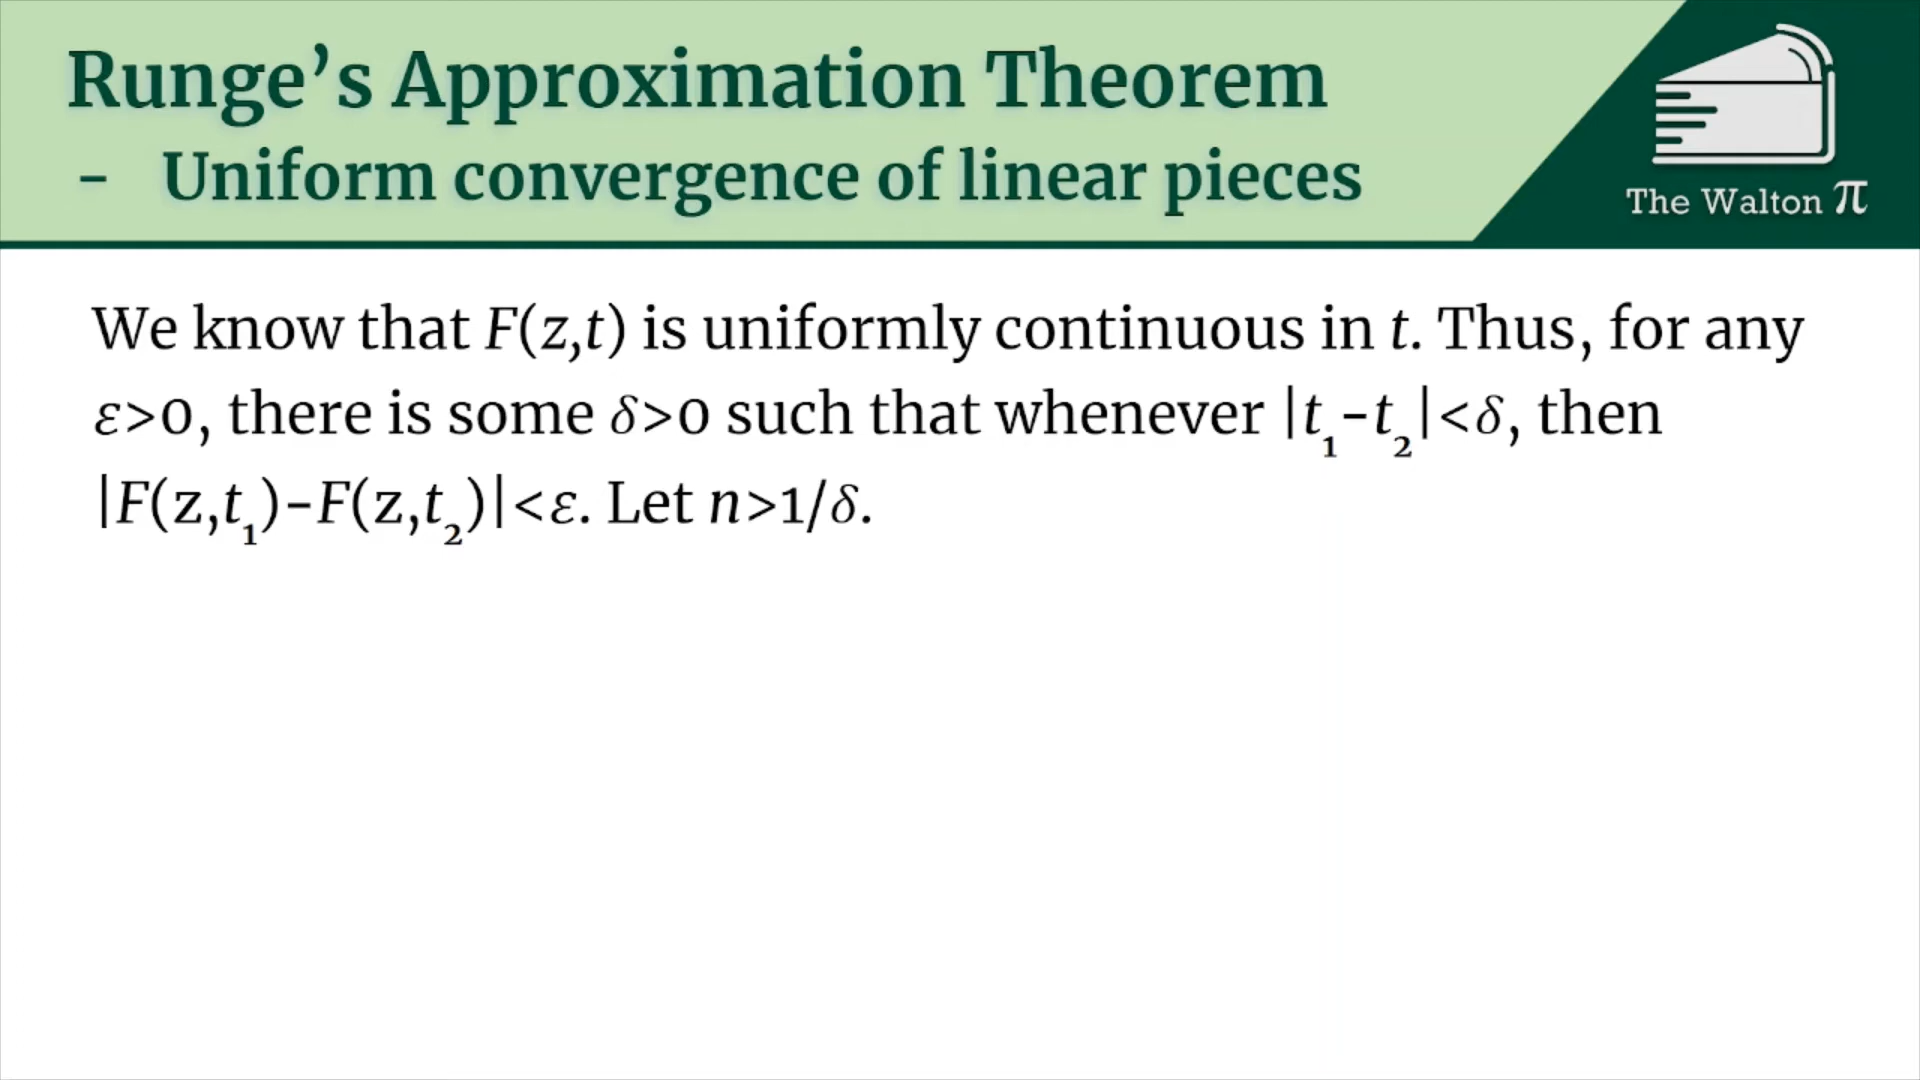 Runge’s Approximation Theorem
- Uniform convergence of linear pieces
The Walton π
We know that F(z,t) is uniformly continuous in t. Thus, for any
ε>0, there is some δ>0 such that whenever |t₁-t₂|<δ, then
|F(z,t₁)-F(z,t₂)|<ε. Let n>1/δ.